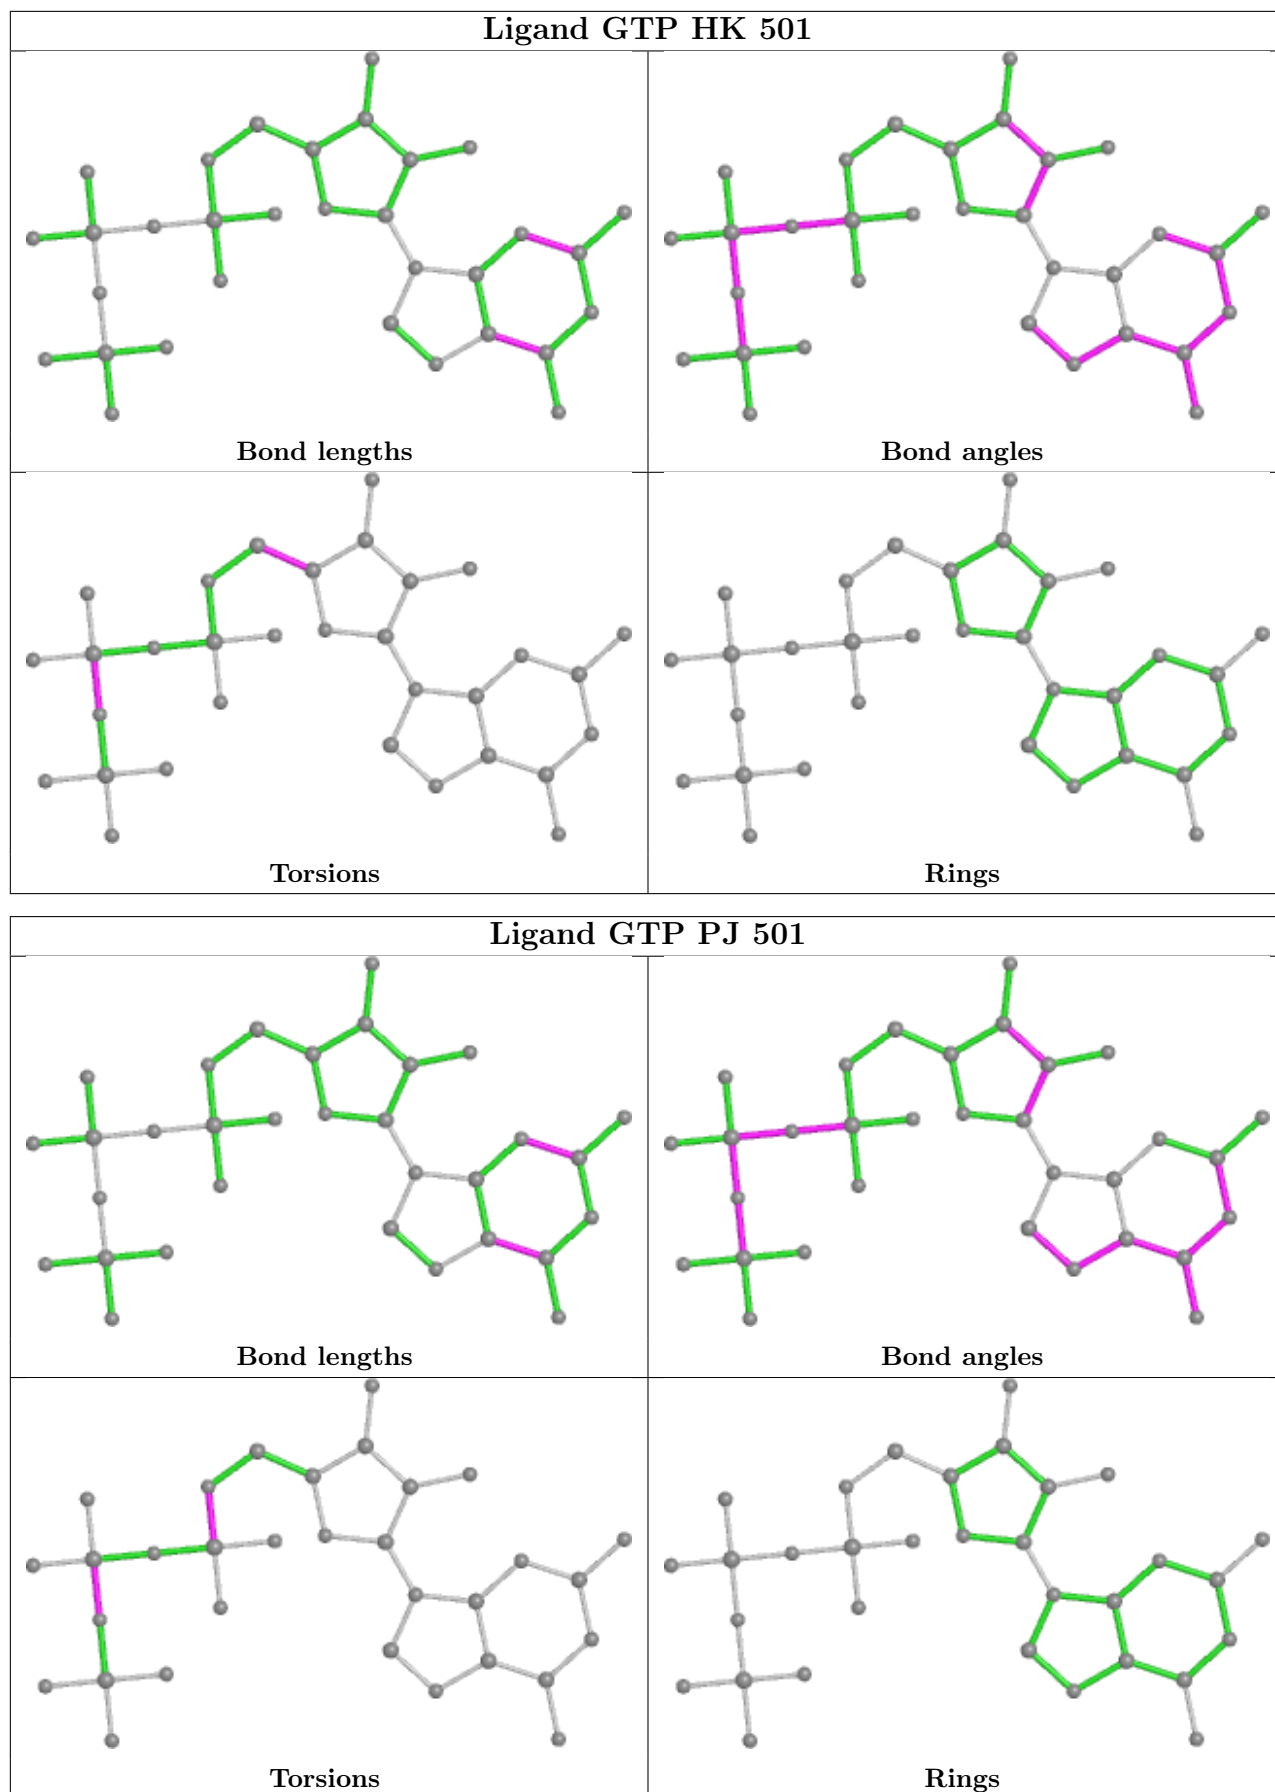 Ligand GTP HK 501
Bond lengths
Bond angles
Torsions
Rings
Ligand GTP PJ 501
Bond lengths
Bond angles
Torsions
Rings